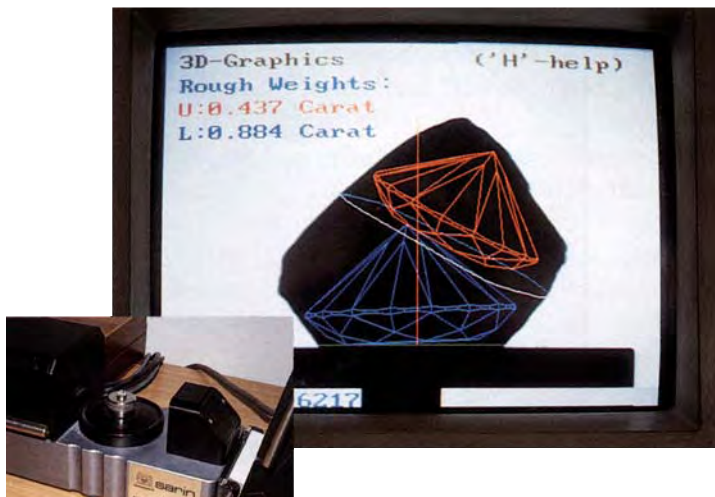 3D-Graphics ('H'-help)
Rough Weights:
U:0.437 Carat
L:0.884 Carat
6217
sarin